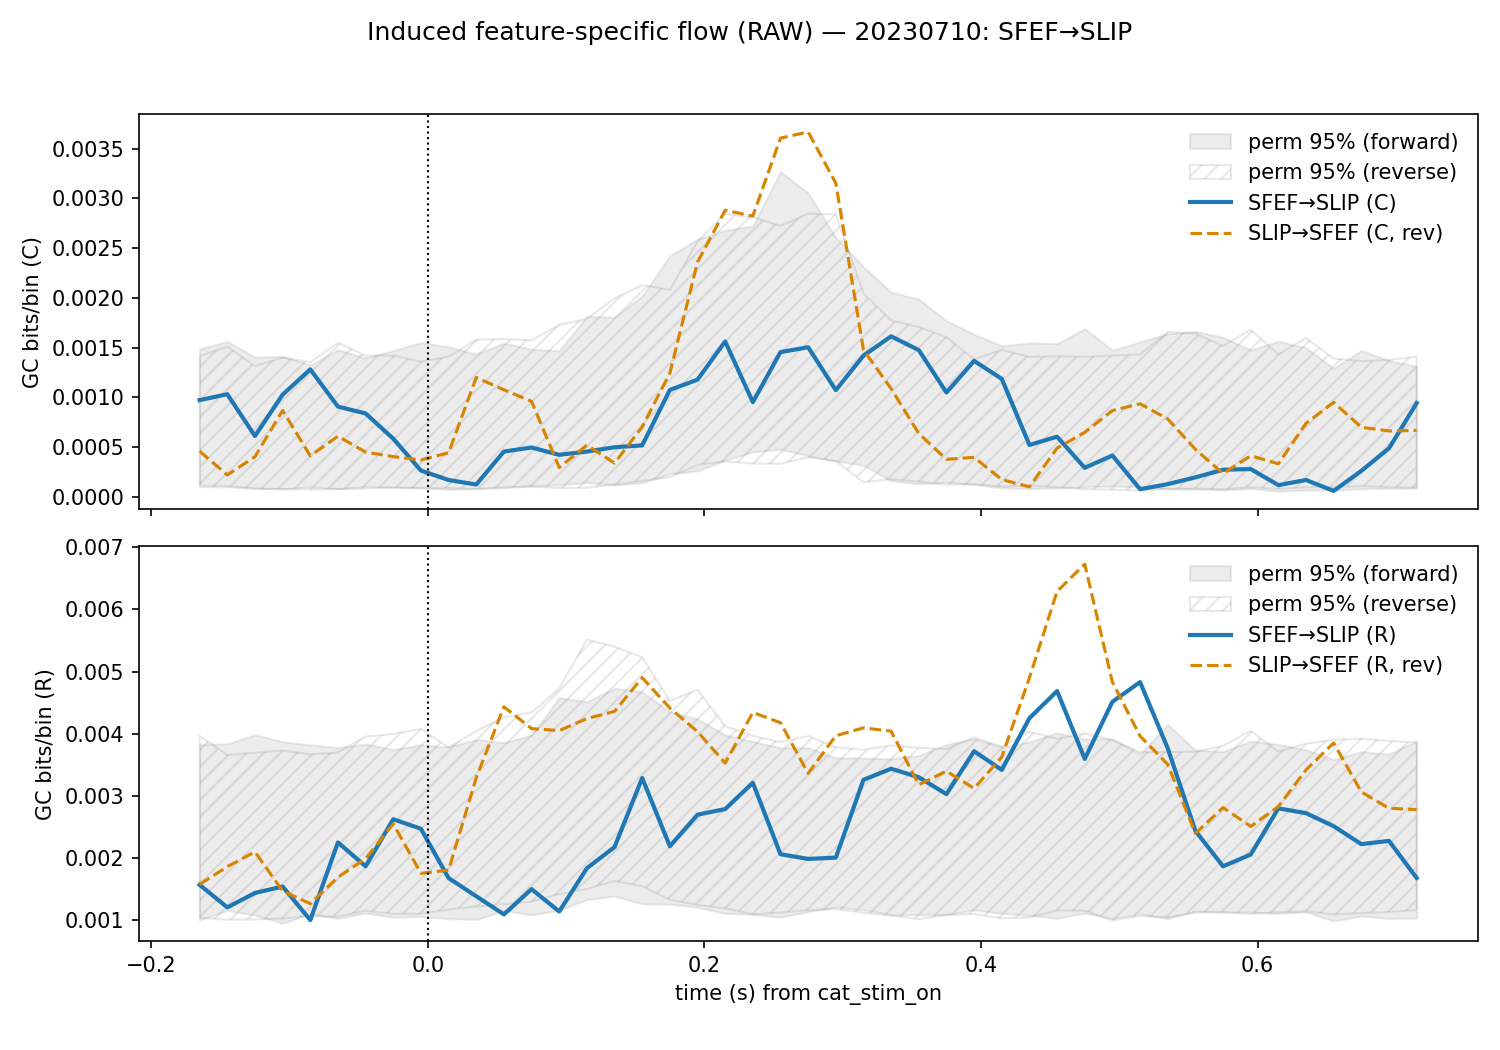 Induced feature-specific flow (RAW) — 20230710: SFEF→SLIP
GC bits/bin (C)
0.0035
0.0030
0.0025
0.0020
0.0015
0.0010
0.0005
0.0000
perm 95% (forward)
perm 95% (reverse)
SFEF→SLIP (C)
SLIP→SFEF (C, rev)
GC bits/bin (R)
0.007
0.006
0.005
0.004
0.003
0.002
0.001
perm 95% (forward)
perm 95% (reverse)
SFEF→SLIP (R)
SLIP→SFEF (R, rev)
−0.2 0.0 0.2 0.4 0.6
time (s) from cat_stim_on